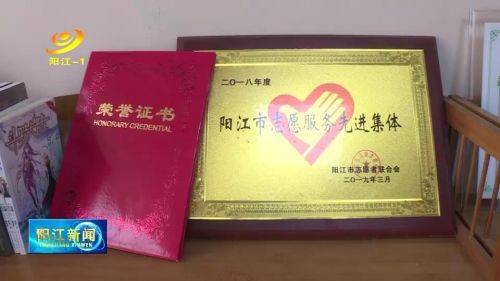 阳江-1
荣誉证书
HONORARY CREDENTIAL
二〇一八年度
阳江市志愿服务先进集体
阳江市志愿者联合会
二〇一九年三月
阳江新闻
YANGJIANG XINWEN